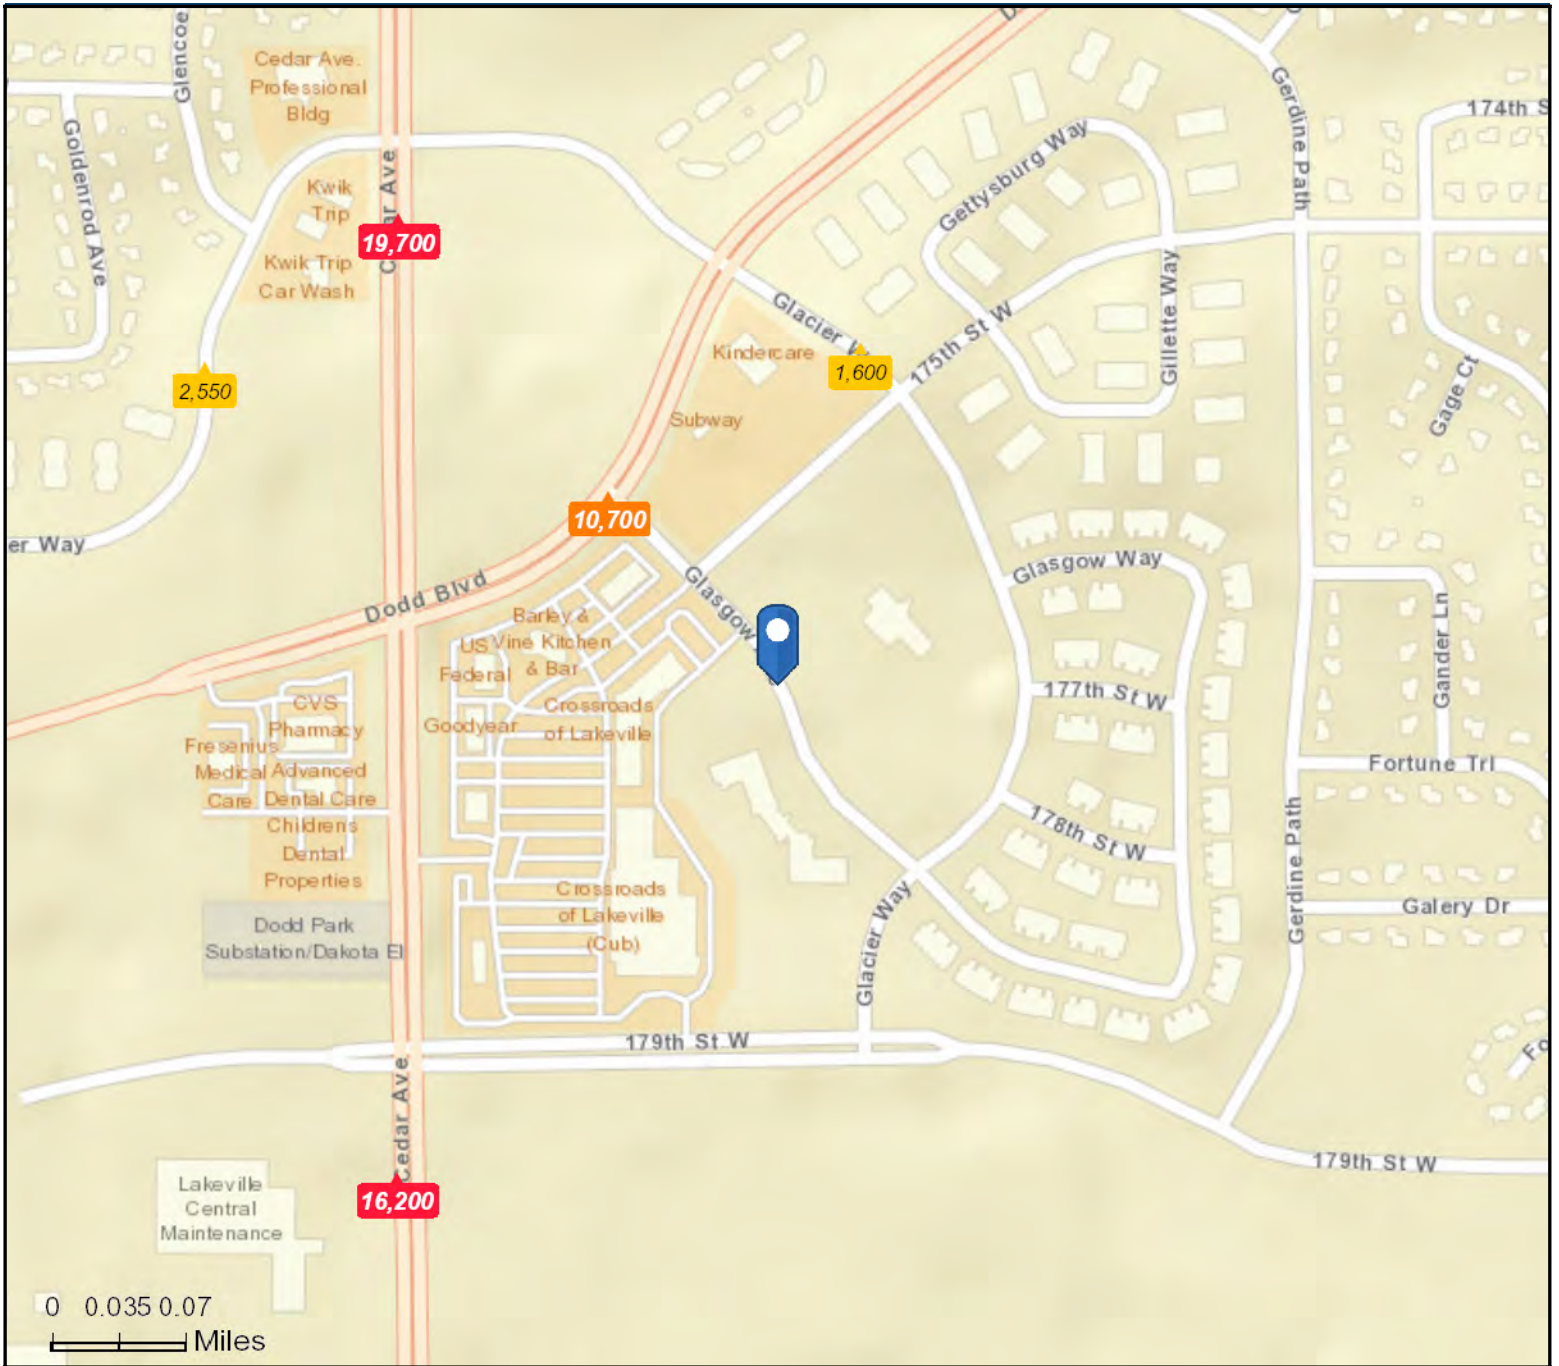 Glencoe
Cedar Ave.
Professional
Bldg
Goldenrod Ave
Kwik
Trip
19,700
Kwik Trip
Car Wash
2,550
er Way
Gerdine Path
174th S
Gettysburg Way
Gillette Way
Glacier
1,600
175th St W
Kindercare
Subway
Gage Ct
10,700
Dodd Blvd
Glasgow
Glasgow Way
Barley &
US Vine Kitchen
Federal & Bar
Goodyear
Crossroads
of Lakeville
CVS
Pharmacy
Fresenius
Medical Advanced
Care Dental Care
Childrens
Dental
Properties
177th St W
Gander Ln
Fortune Trl
178th St W
Gerdine Path
Galery Dr
Crossroads
of Lakeville
(Cub)
Dodd Park
Substation/Dakota El
Glacier Way
179th St W
Cedar Ave
179th St W
16,200
Lakeville
Central
Maintenance
Fo
0 0.035 0.07
Miles